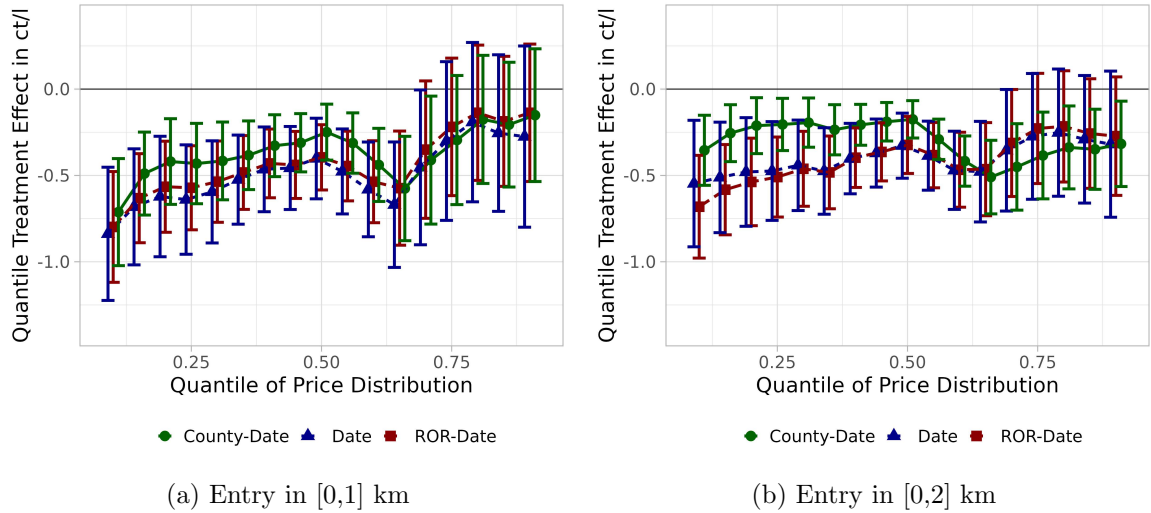 Quantile Treatment Effect in ct/l
0.0
-0.5
-1.0
0.25
0.50
0.75
Quantile of Price Distribution
County-Date
Date
ROR-Date
(a) Entry in [0,1] km
Quantile Treatment Effect in ct/l
0.0
-0.5
-1.0
0.25
0.50
0.75
Quantile of Price Distribution
County-Date
Date
ROR-Date
(b) Entry in [0,2] km